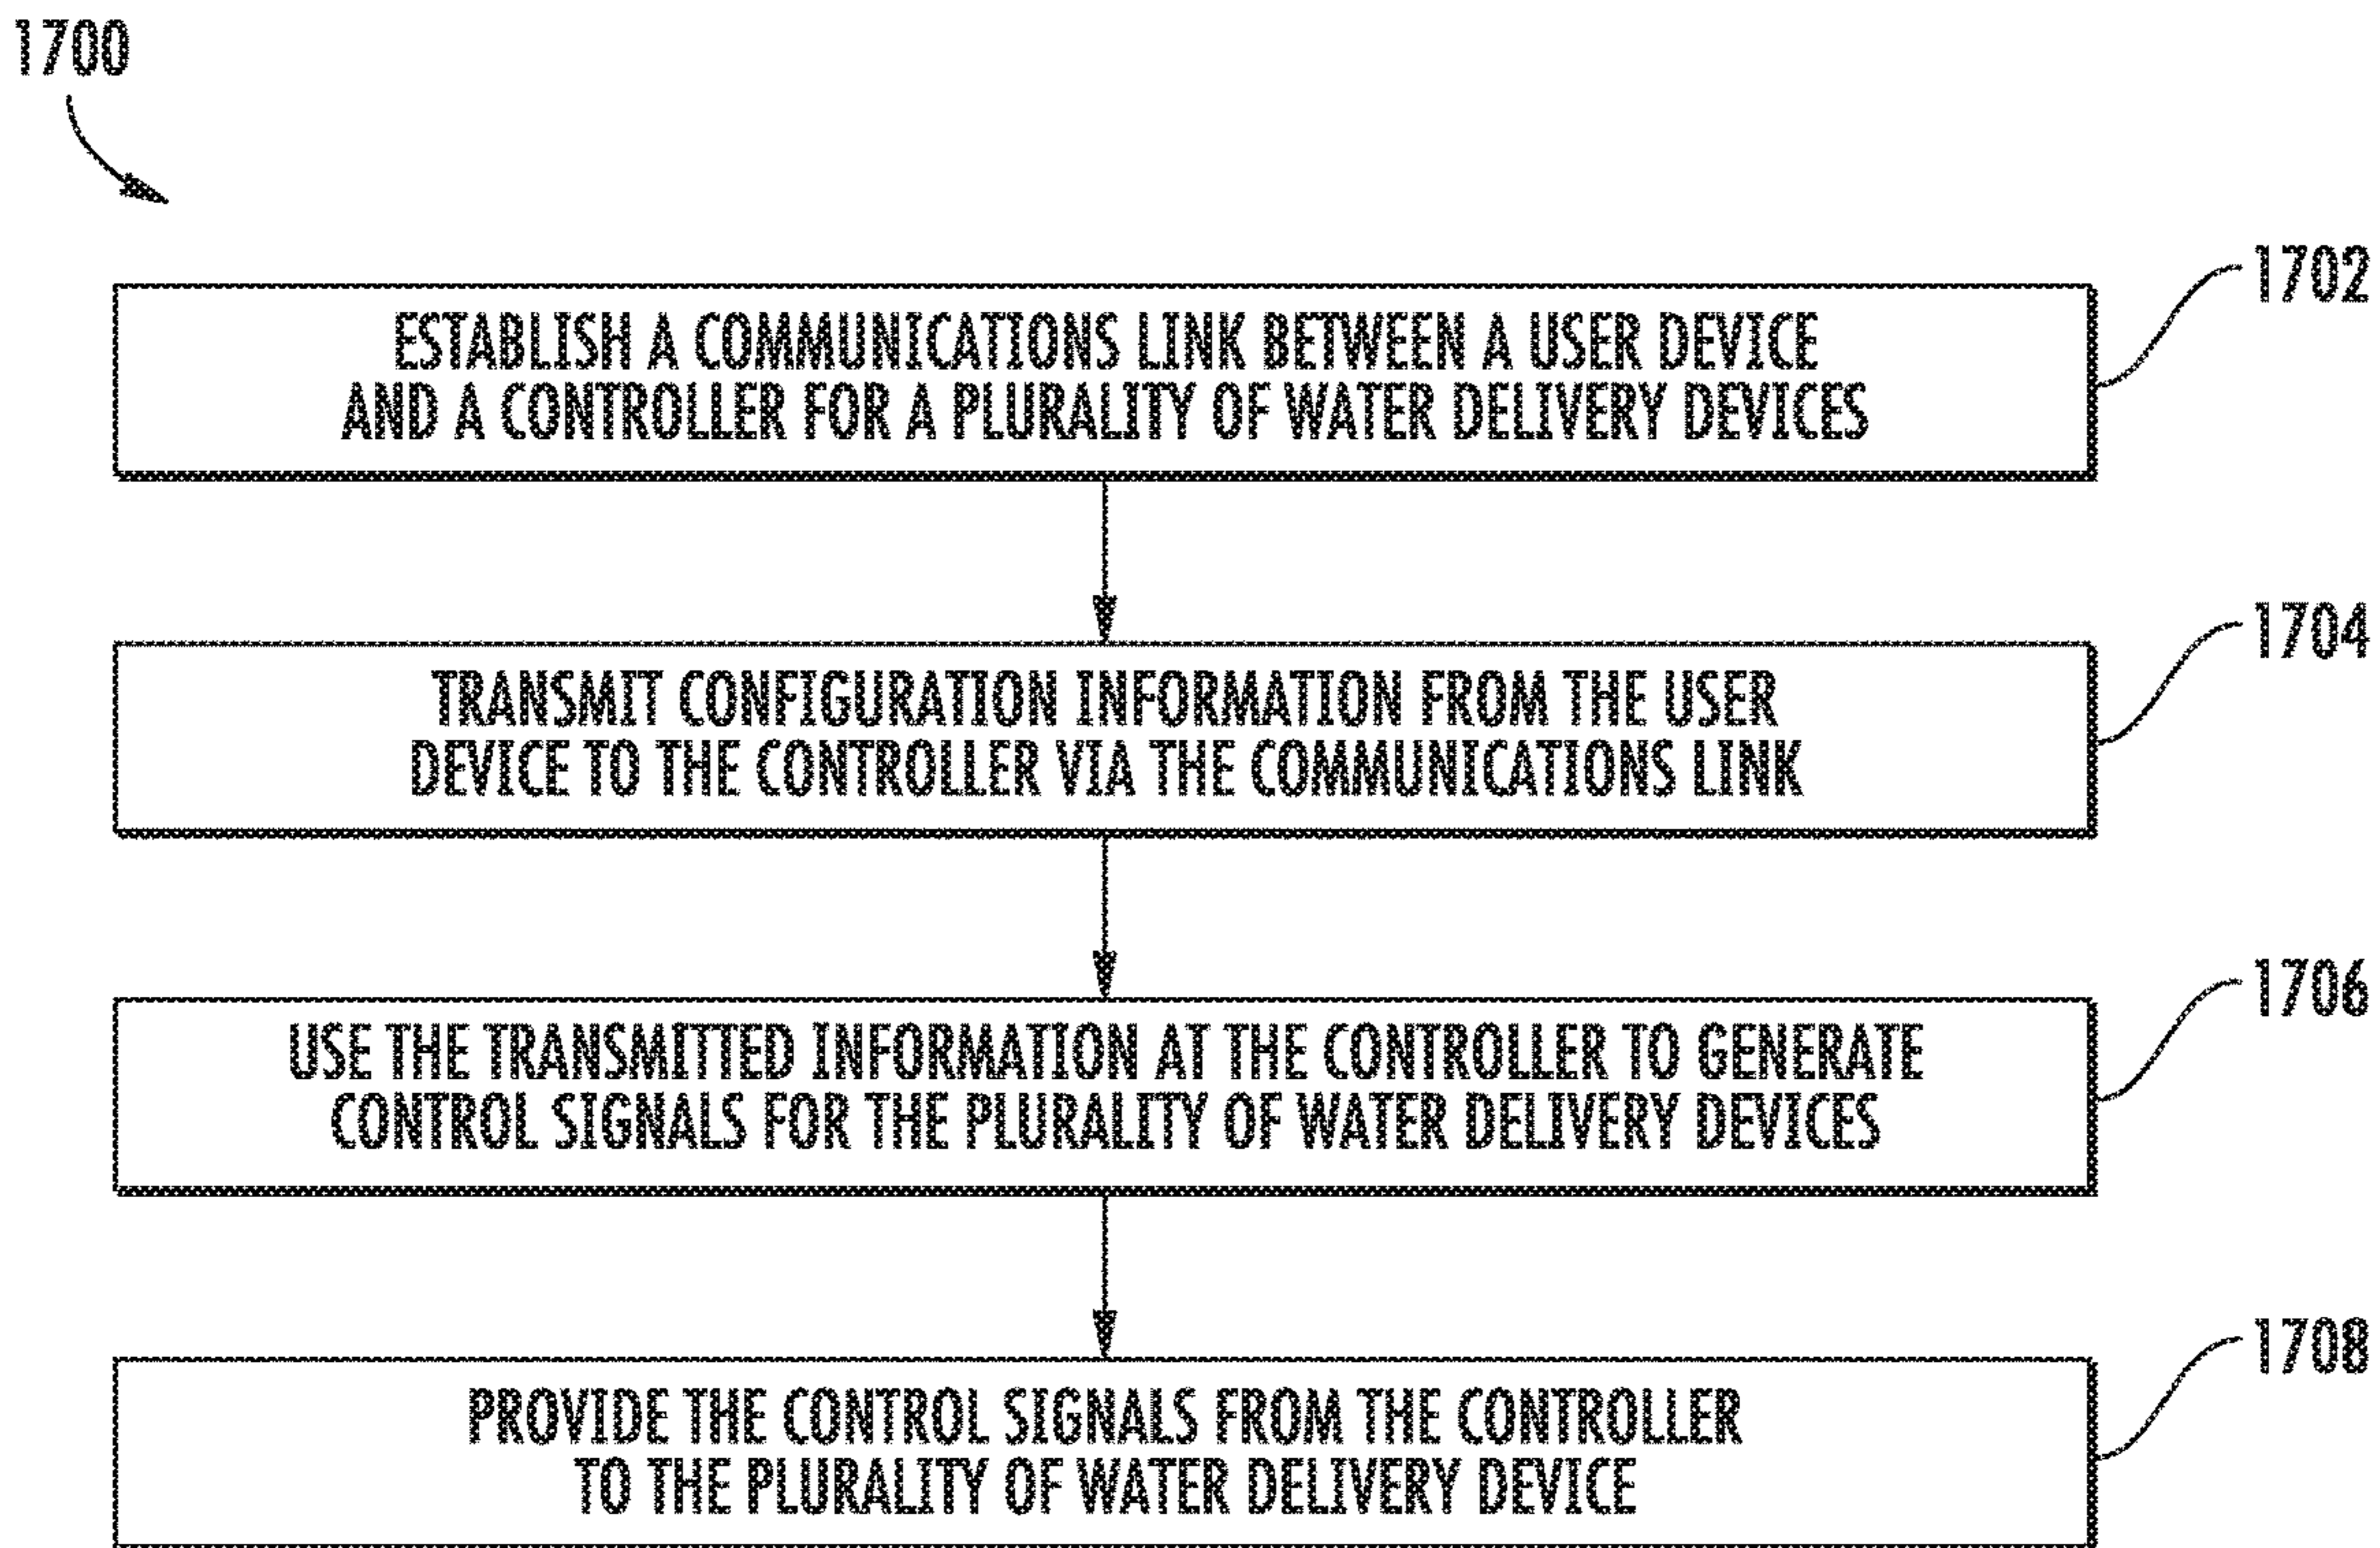 1700
1702
ESTABLISH A COMMUNICATIONS LINK BETWEEN A USER DEVICE
AND A CONTROLLER FOR A PLURALITY OF WATER DELIVERY DEVICES
1704
TRANSMIT CONFIGURATION INFORMATION FROM THE USER
DEVICE TO THE CONTROLLER VIA THE COMMUNICATIONS LINK
1706
USE THE TRANSMITTED INFORMATION AT THE CONTROLLER TO GENERATE
CONTROL SIGNALS FOR THE PLURALITY OF WATER DELIVERY DEVICES
1708
PROVIDE THE CONTROL SIGNALS FROM THE CONTROLLER
TO THE PLURALITY OF WATER DELIVERY DEVICE